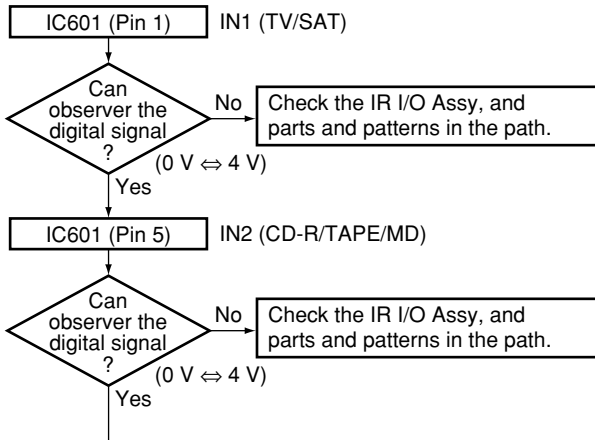 IC601 (Pin 1) IN1 (TV/SAT)
Can
observer the
digital signal
?
No
Check the IR I/O Assy, and
parts and patterns in the path.
(0 V ⇔ 4 V)
Yes
IC601 (Pin 5) IN2 (CD-R/TAPE/MD)
Can
observer the
digital signal
?
No
Check the IR I/O Assy, and
parts and patterns in the path.
(0 V ⇔ 4 V)
Yes